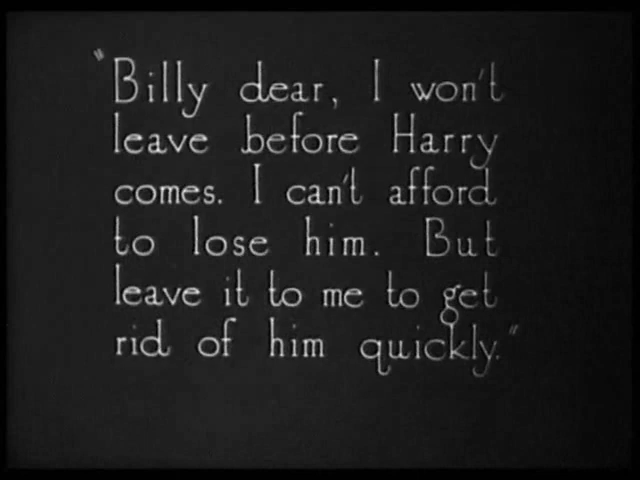 "Billy dear, I won't
leave before Harry
comes. I can't afford
to lose him. But
leave it to me to get
rid of him quickly."